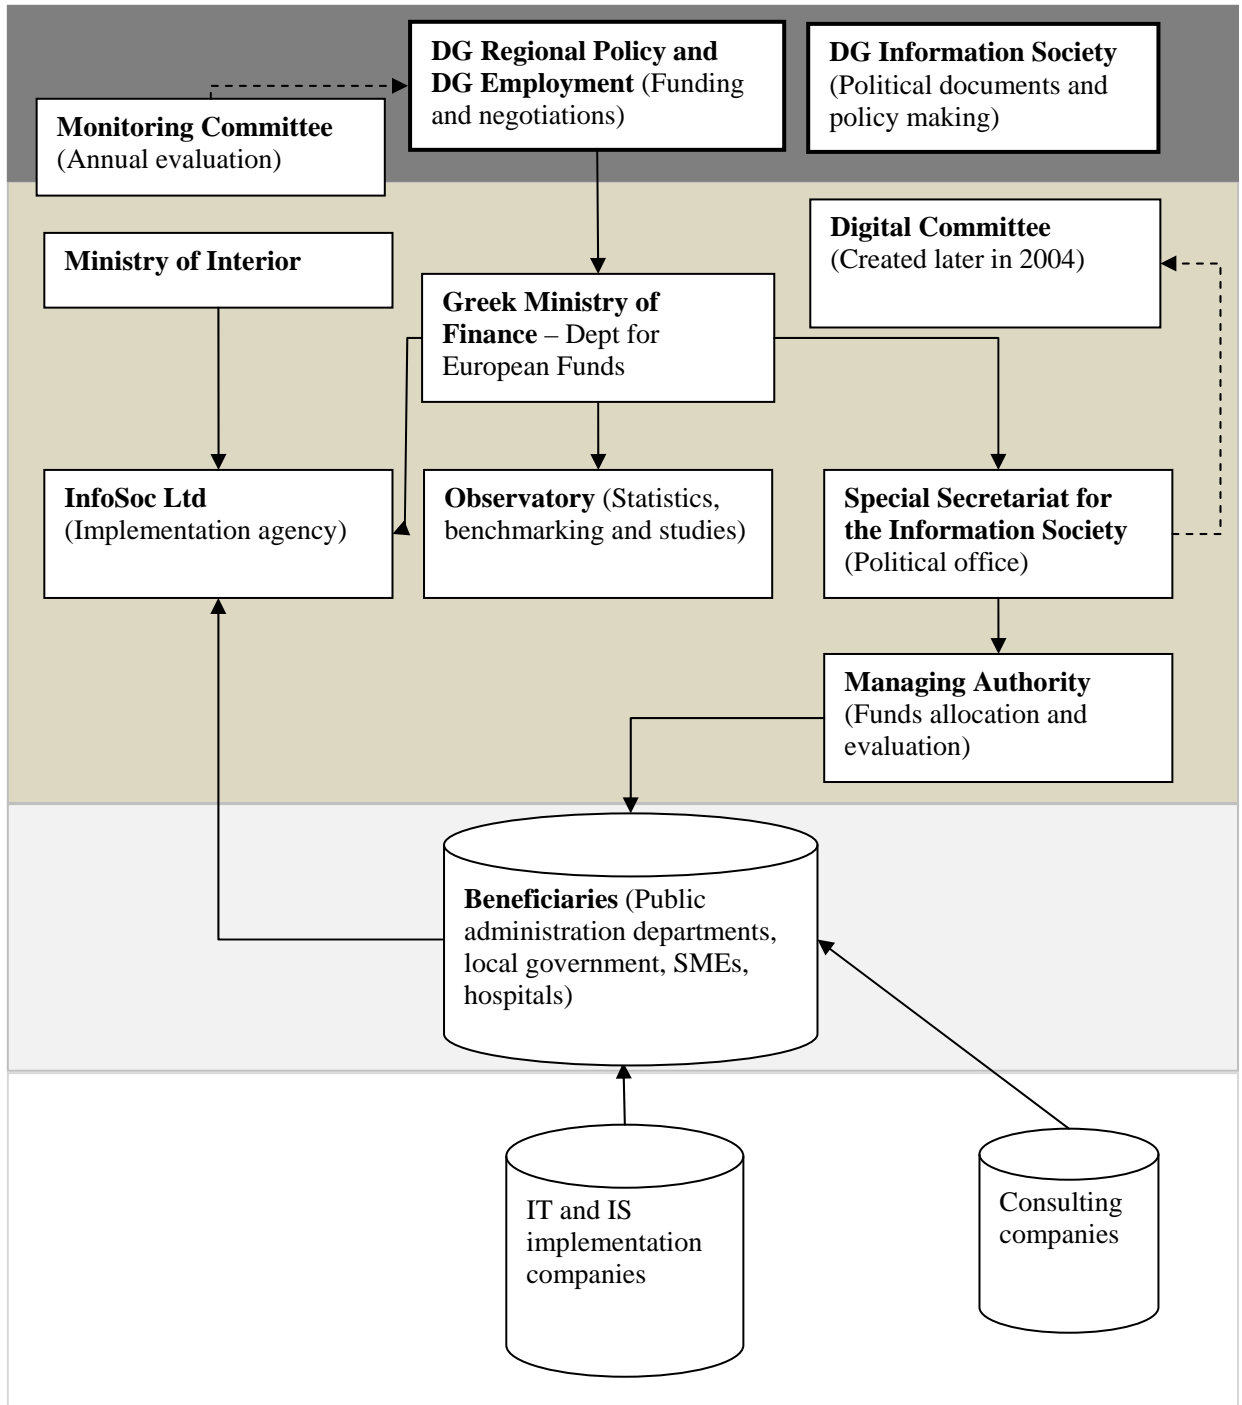 DG Regional Policy and
DG Employment (Funding
and negotiations)
DG Information Society
(Political documents and
policy making)
Monitoring Committee
(Annual evaluation)
Digital Committee
(Created later in 2004)
Ministry of Interior
Greek Ministry of
Finance – Dept for
European Funds
InfoSoc Ltd
(Implementation agency)
Observatory (Statistics,
benchmarking and studies)
Special Secretariat for
the Information Society
(Political office)
Managing Authority
(Funds allocation and
evaluation)
Beneficiaries (Public
administration departments,
local government, SMEs,
hospitals)
IT and IS
implementation
companies
Consulting
companies